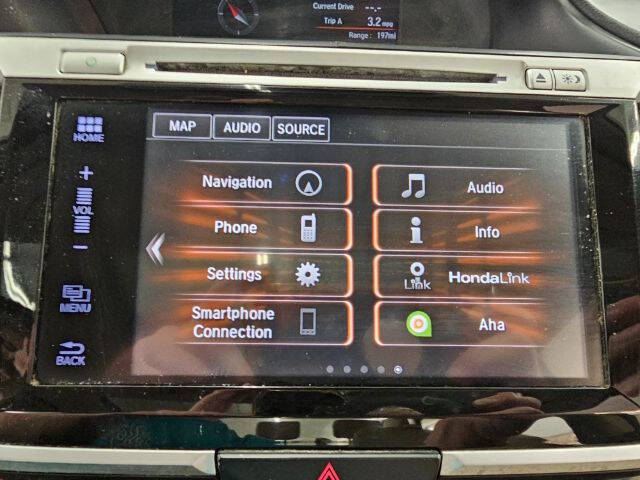 Current Drive --.-
Trip A 3.2 mpg
Range: 197mi
HOME
MAP AUDIO SOURCE
+
VOL
-
MENU
BACK
Navigation
Audio
Phone
Info
Settings
Link HondaLink
Smartphone
Connection
Aha